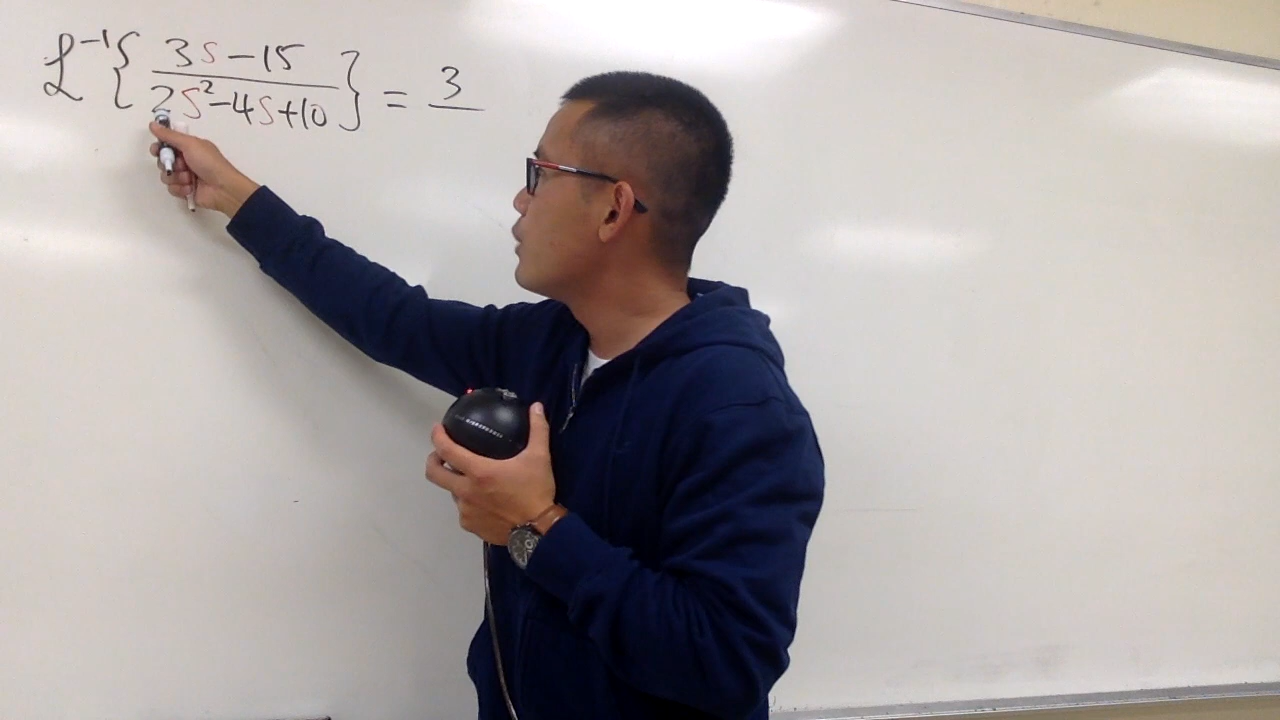 ℒ⁻¹{ (3s − 15) / (2s² − 4s + 10) } = 3/